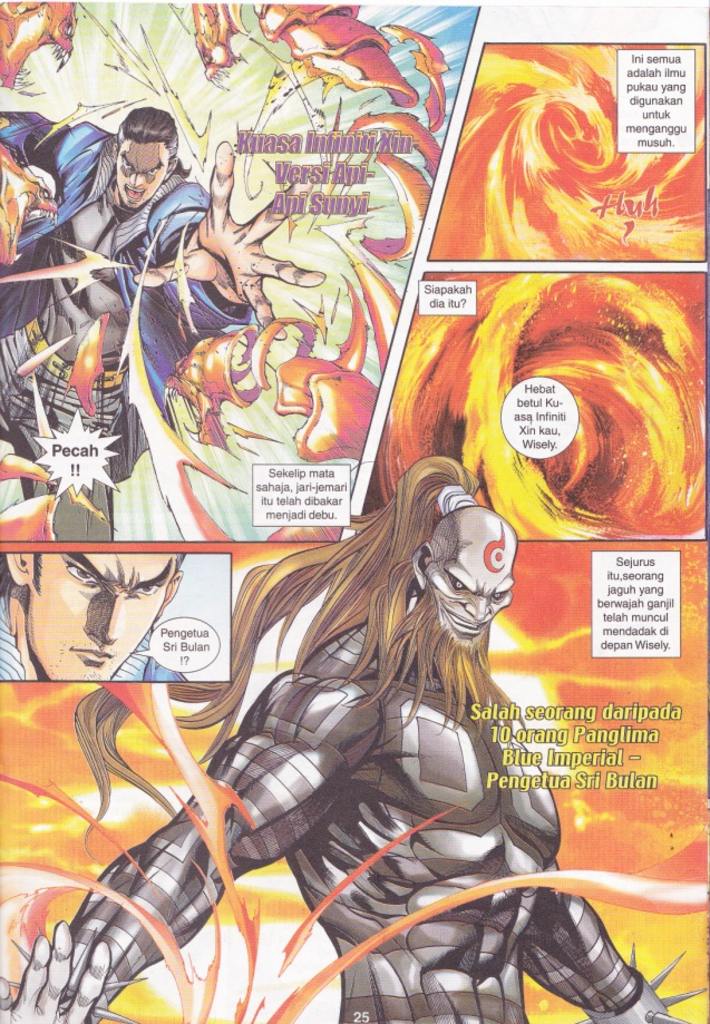 Kuasa Infiniti Xin
Versi Api-
Api Sunyi
Pecah
!!
Sekelip mata
sahaja, jari-jemari
itu telah dibakar
menjadi debu.
Ini semua
adalah ilmu
pukau yang
digunakan
untuk
menganggu
musuh.
Huh
?
Siapakah
dia itu?
Hebat
betul Ku-
asa Infiniti
Xin kau,
Wisely.
Pengetua
Sri Bulan
!?
Sejurus
itu,seorang
jaguh yang
berwajah ganjil
telah muncul
mendadak di
depan Wisely.
Salah seorang daripada
10 orang Panglima
Blue Imperial –
Pengetua Sri Bulan
25